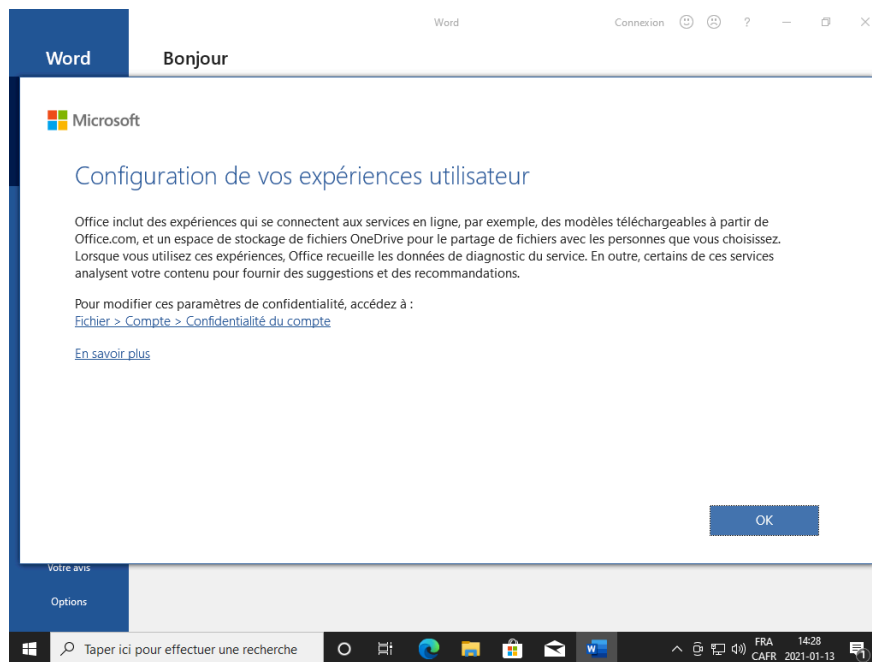 Word
Connexion
?
Word
Bonjour
Microsoft
Configuration de vos expériences utilisateur
Office inclut des expériences qui se connectent aux services en ligne, par exemple, des modèles téléchargeables à partir de
Office.com, et un espace de stockage de fichiers OneDrive pour le partage de fichiers avec les personnes que vous choisissez.
Lorsque vous utilisez ces expériences, Office recueille les données de diagnostic du service. En outre, certains de ces services
analysent votre contenu pour fournir des suggestions et des recommandations.
Pour modifier ces paramètres de confidentialité, accédez à :
Fichier > Compte > Confidentialité du compte
En savoir plus
OK
Votre avis
Options
Taper ici pour effectuer une recherche
W
FRA 14:28
CAFR 2021-01-13
1